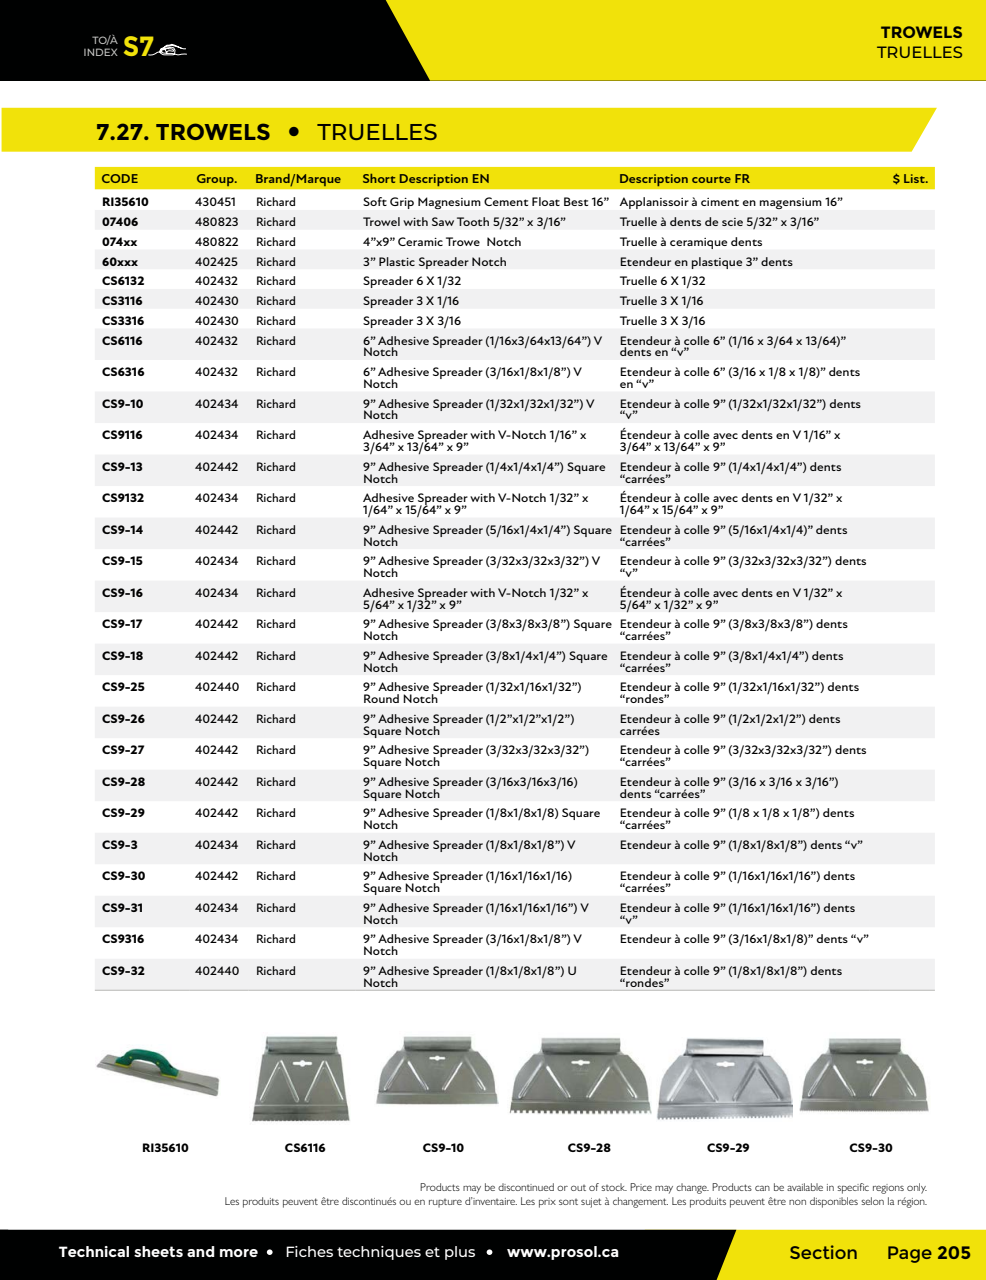 TO/À
INDEX S7
TROWELS
TRUELLES
7.27. TROWELS • TRUELLES
CODE Group. Brand/Marque Short Description EN Description courte FR $ List.
RI35610 430451 Richard Soft Grip Magnesium Cement Float Best 16” Applanissoir à ciment en magensium 16”
07406 480823 Richard Trowel with Saw Tooth 5/32” x 3/16” Truelle à dents de scie 5/32” x 3/16”
074xx 480822 Richard 4”x9” Ceramic Trowe Notch Truelle à ceramique dents
60xxx 402425 Richard 3” Plastic Spreader Notch Etendeur en plastique 3” dents
CS6132 402432 Richard Spreader 6 X 1/32 Truelle 6 X 1/32
CS3116 402430 Richard Spreader 3 X 1/16 Truelle 3 X 1/16
CS3316 402430 Richard Spreader 3 X 3/16 Truelle 3 X 3/16
CS6116 402432 Richard 6” Adhesive Spreader (1/16x3/64x13/64”) V Etendeur à colle 6” (1/16 x 3/64 x 13/64)”
Notch dents en “v”
CS6316 402432 Richard 6” Adhesive Spreader (3/16x1/8x1/8”) V Etendeur à colle 6” (3/16 x 1/8 x 1/8)” dents
Notch en “v”
CS9-10 402434 Richard 9” Adhesive Spreader (1/32x1/32x1/32”) V Etendeur à colle 9” (1/32x1/32x1/32”) dents
Notch “v”
CS9116 402434 Richard Adhesive Spreader with V-Notch 1/16” x Étendeur à colle avec dents en V 1/16” x
3/64” x 13/64” x 9” 3/64” x 13/64” x 9”
CS9-13 402442 Richard 9” Adhesive Spreader (1/4x1/4x1/4”) Square Etendeur à colle 9” (1/4x1/4x1/4”) dents
Notch “carrées”
CS9132 402434 Richard Adhesive Spreader with V-Notch 1/32” x Étendeur à colle avec dents en V 1/32” x
1/64” x 15/64” x 9” 1/64” x 15/64” x 9”
CS9-14 402442 Richard 9” Adhesive Spreader (5/16x1/4x1/4”) Square Etendeur à colle 9” (5/16x1/4x1/4)” dents
Notch “carrées”
CS9-15 402434 Richard 9” Adhesive Spreader (3/32x3/32x3/32”) V Etendeur à colle 9” (3/32x3/32x3/32”) dents
Notch “v”
CS9-16 402434 Richard Adhesive Spreader with V-Notch 1/32” x Étendeur à colle avec dents en V 1/32” x
5/64” x 1/32” x 9” 5/64” x 1/32” x 9”
CS9-17 402442 Richard 9” Adhesive Spreader (3/8x3/8x3/8”) Square Etendeur à colle 9” (3/8x3/8x3/8”) dents
Notch “carrées”
CS9-18 402442 Richard 9” Adhesive Spreader (3/8x1/4x1/4”) Square Etendeur à colle 9” (3/8x1/4x1/4”) dents
Notch “carrées”
CS9-25 402440 Richard 9” Adhesive Spreader (1/32x1/16x1/32”) Etendeur à colle 9” (1/32x1/16x1/32”) dents
Round Notch “rondes”
CS9-26 402442 Richard 9” Adhesive Spreader (1/2”x1/2”x1/2”) Etendeur à colle 9” (1/2x1/2x1/2”) dents
Square Notch carrées
CS9-27 402442 Richard 9” Adhesive Spreader (3/32x3/32x3/32”) Etendeur à colle 9” (3/32x3/32x3/32”) dents
Square Notch “carrées”
CS9-28 402442 Richard 9” Adhesive Spreader (3/16x3/16x3/16) Etendeur à colle 9” (3/16 x 3/16 x 3/16”)
Square Notch dents “carrées”
CS9-29 402442 Richard 9” Adhesive Spreader (1/8x1/8x1/8) Square Etendeur à colle 9” (1/8 x 1/8 x 1/8”) dents
Notch “carrées”
CS9-3 402434 Richard 9” Adhesive Spreader (1/8x1/8x1/8”) V Etendeur à colle 9” (1/8x1/8x1/8”) dents “v”
Notch
CS9-30 402442 Richard 9” Adhesive Spreader (1/16x1/16x1/16) Etendeur à colle 9” (1/16x1/16x1/16”) dents
Square Notch “carrées”
CS9-31 402434 Richard 9” Adhesive Spreader (1/16x1/16x1/16”) V Etendeur à colle 9” (1/16x1/16x1/16”) dents
Notch “v”
CS9316 402434 Richard 9” Adhesive Spreader (3/16x1/8x1/8”) V Etendeur à colle 9” (3/16x1/8x1/8)” dents “v”
Notch
CS9-32 402440 Richard 9” Adhesive Spreader (1/8x1/8x1/8”) U Etendeur à colle 9” (1/8x1/8x1/8”) dents
Notch “rondes”
RI35610 CS6116 CS9-10 CS9-28 CS9-29 CS9-30
Products may be discontinued or out of stock. Price may change. Products can be available in specific regions only.
Les produits peuvent être discontinués ou en rupture d’inventaire. Les prix sont sujet à changement. Les produits peuvent être non disponibles selon la région.
Technical sheets and more • Fiches techniques et plus • www.prosol.ca
Section Page 205